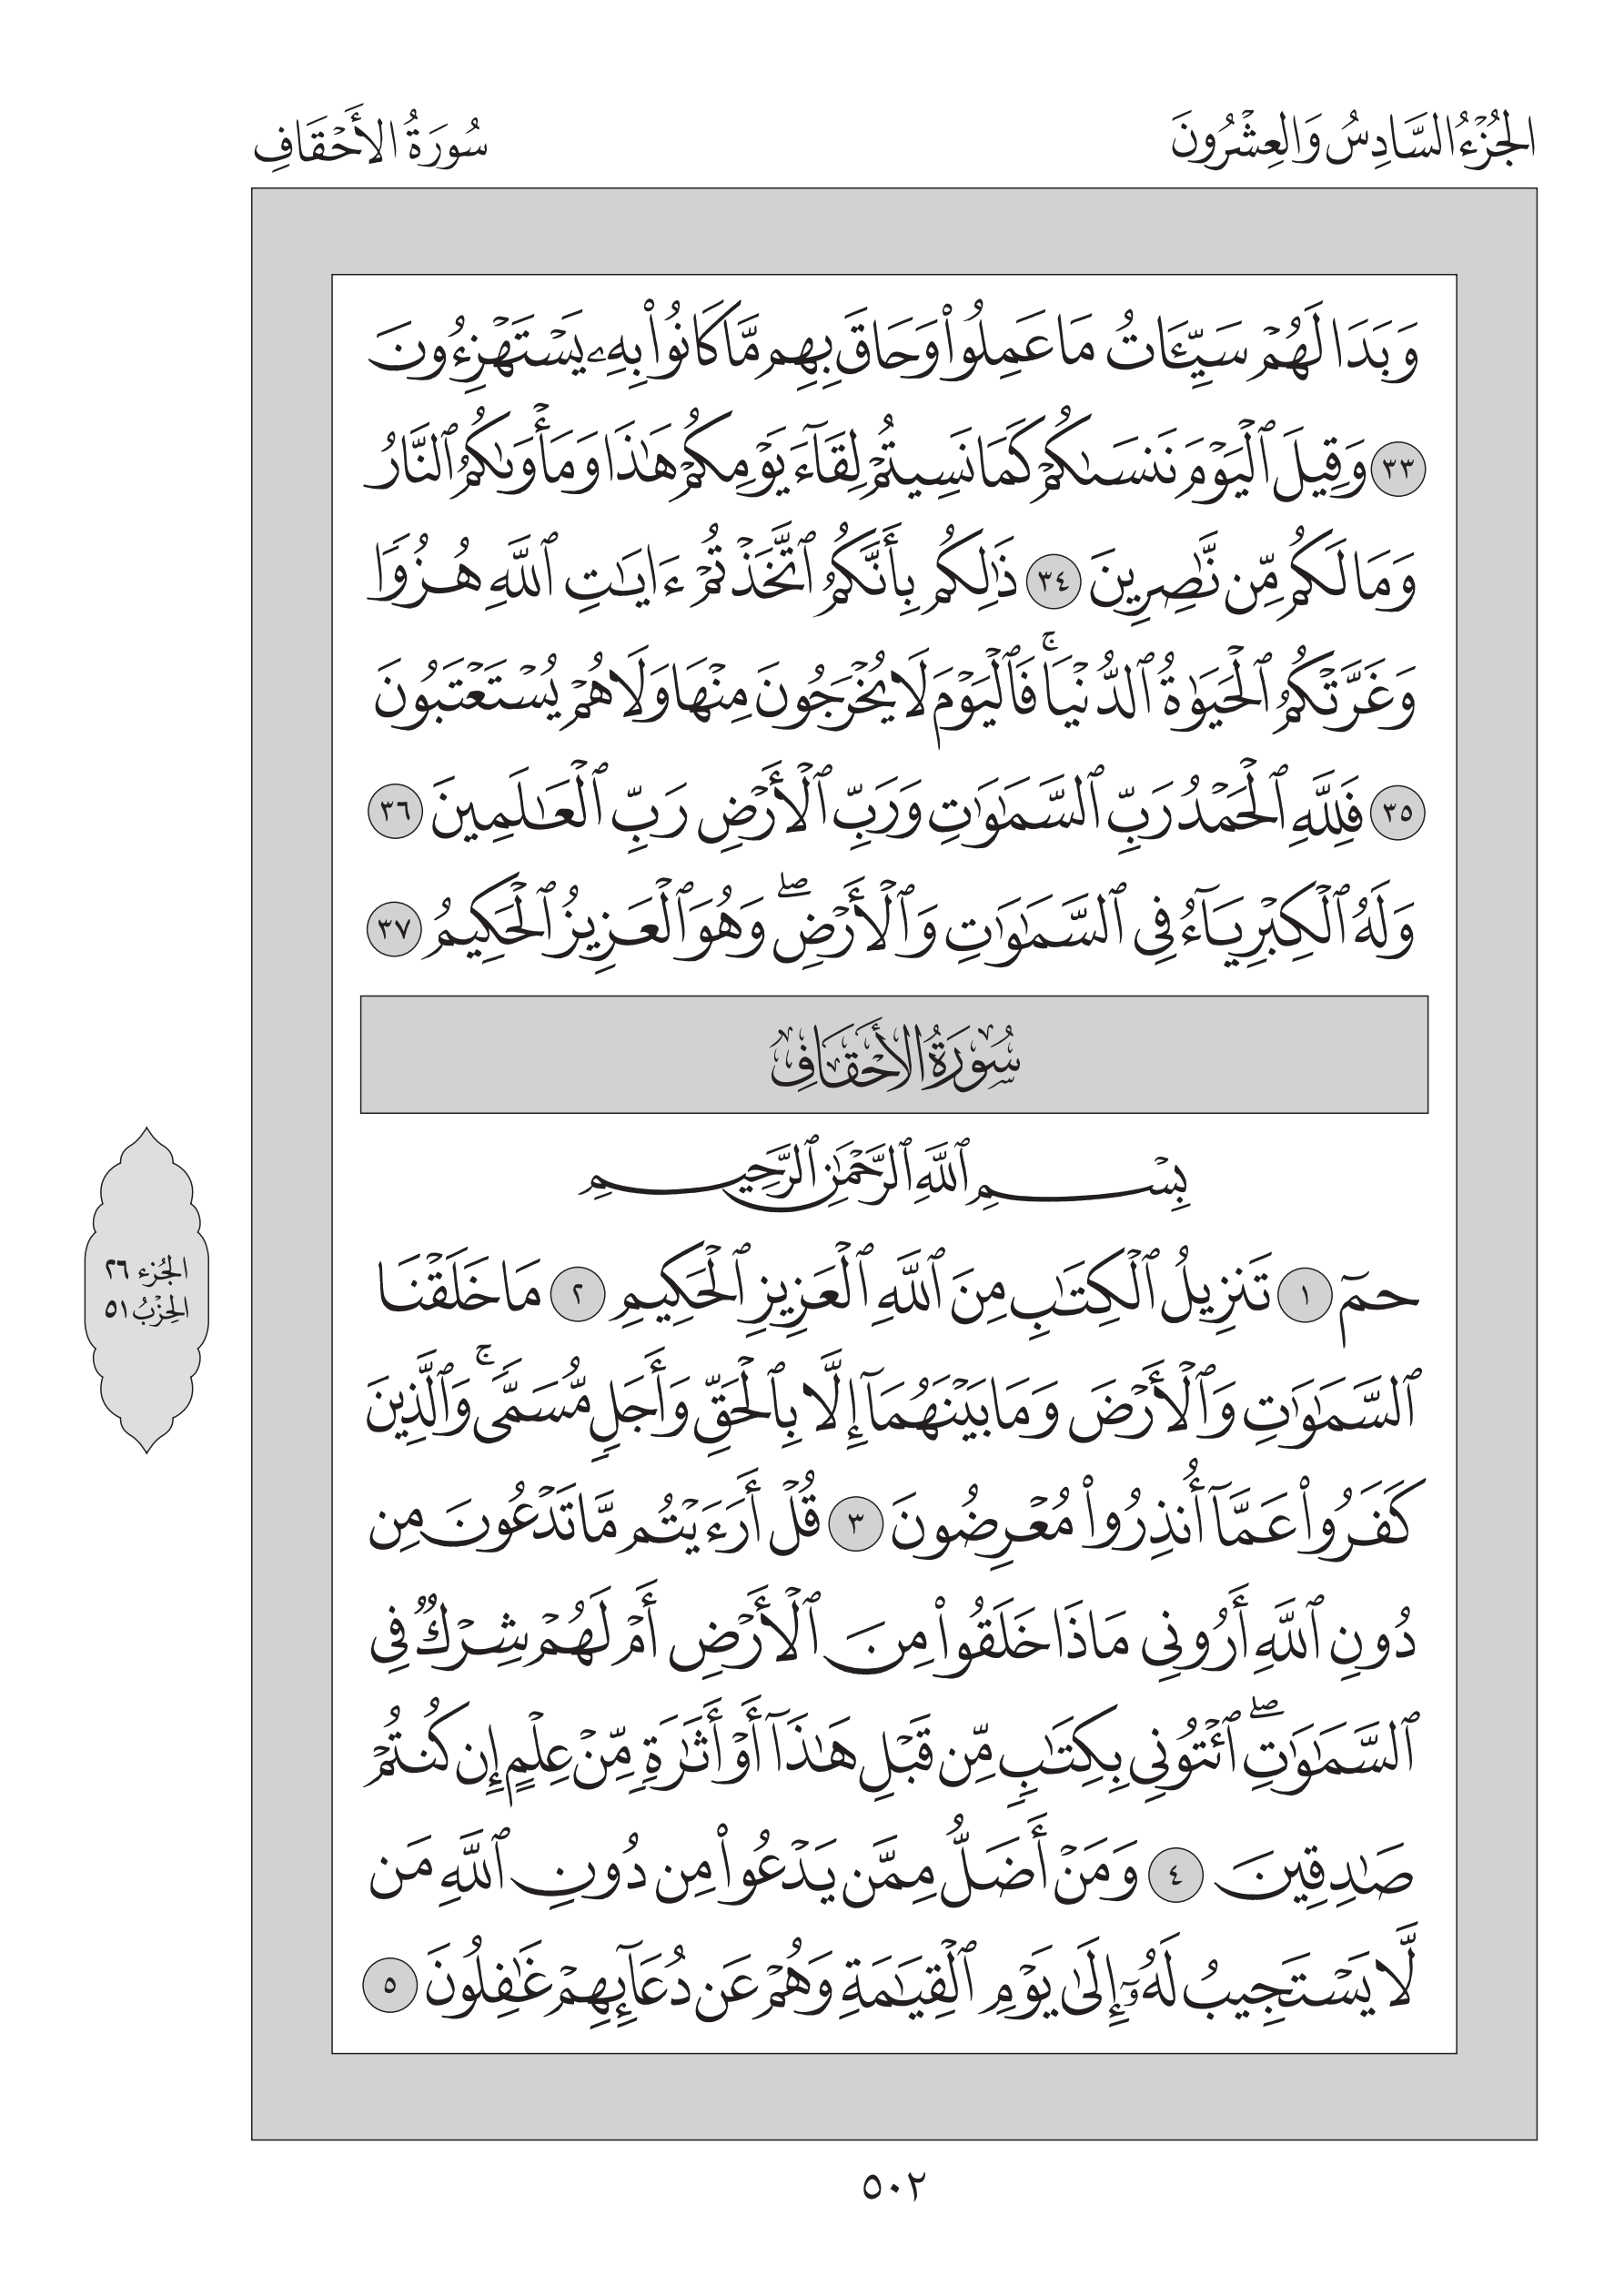 الجُزْءُ السَّادِسُ وَالعِشْرُونَ
سُورَةُ الأَحْقَافِ
وَبَدَا لَهُمْ سَيِّـَٔاتُ مَا عَمِلُوا۟ وَحَاقَ بِهِم مَّا كَانُوا۟ بِهِۦ يَسْتَهْزِءُونَ
٣٣ وَقِيلَ ٱلْيَوْمَ نَنسَىٰكُمْ كَمَا نَسِيتُمْ لِقَآءَ يَوْمِكُمْ هَـٰذَا وَمَأْوَىٰكُمُ ٱلنَّارُ
وَمَا لَكُم مِّن نَّـٰصِرِينَ ٣٤ ذَٰلِكُم بِأَنَّكُمُ ٱتَّخَذْتُمْ ءَايَـٰتِ ٱللَّهِ هُزُوًا
وَغَرَّتْكُمُ ٱلْحَيَوٰةُ ٱلدُّنْيَا ۚ فَٱلْيَوْمَ لَا يُخْرَجُونَ مِنْهَا وَلَا هُمْ يُسْتَعْتَبُونَ
٣٥ فَلِلَّهِ ٱلْحَمْدُ رَبِّ ٱلسَّمَـٰوَٰتِ وَرَبِّ ٱلْأَرْضِ رَبِّ ٱلْعَـٰلَمِينَ ٣٦
وَلَهُ ٱلْكِبْرِيَآءُ فِى ٱلسَّمَـٰوَٰتِ وَٱلْأَرْضِ ۖ وَهُوَ ٱلْعَزِيزُ ٱلْحَكِيمُ ٣٧
سُورَةُ الأَحْقَافِ
بِسْمِ ٱللَّهِ ٱلرَّحْمَـٰنِ ٱلرَّحِيمِ
حمٓ ١ تَنزِيلُ ٱلْكِتَـٰبِ مِنَ ٱللَّهِ ٱلْعَزِيزِ ٱلْحَكِيمِ ٢ مَا خَلَقْنَا
ٱلسَّمَـٰوَٰتِ وَٱلْأَرْضَ وَمَا بَيْنَهُمَآ إِلَّا بِٱلْحَقِّ وَأَجَلٍ مُّسَمًّى ۚ وَٱلَّذِينَ
كَفَرُوا۟ عَمَّآ أُنذِرُوا۟ مُعْرِضُونَ ٣ قُلْ أَرَءَيْتُم مَّا تَدْعُونَ مِن
دُونِ ٱللَّهِ أَرُونِى مَاذَا خَلَقُوا۟ مِنَ ٱلْأَرْضِ أَمْ لَهُمْ شِرْكٌ فِى
ٱلسَّمَـٰوَٰتِ ۖ ٱئْتُونِى بِكِتَـٰبٍ مِّن قَبْلِ هَـٰذَآ أَوْ أَثَـٰرَةٍ مِّنْ عِلْمٍ إِن كُنتُمْ
صَـٰدِقِينَ ٤ وَمَنْ أَضَلُّ مِمَّن يَدْعُوا۟ مِن دُونِ ٱللَّهِ مَن
لَّا يَسْتَجِيبُ لَهُۥٓ إِلَىٰ يَوْمِ ٱلْقِيَـٰمَةِ وَهُمْ عَن دُعَآئِهِمْ غَـٰفِلُونَ ٥
الجُزء ٢٦
الحِزْبُ ٥١
٥٠٢